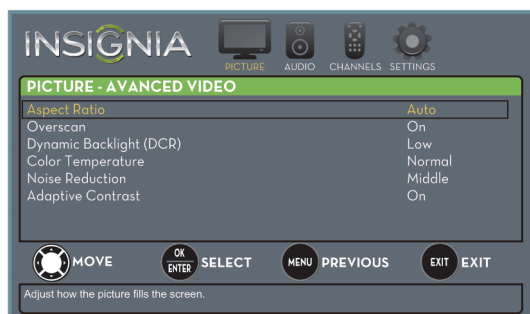 INSIGNIA
PICTURE AUDIO CHANNELS SETTINGS
PICTURE - AVANCED VIDEO
Aspect Ratio Auto
Overscan On
Dynamic Backlight (DCR) Low
Color Temperature Normal
Noise Reduction Middle
Adaptive Contrast On
MOVE OK ENTER SELECT MENU PREVIOUS EXIT EXIT
Adjust how the picture fills the screen.